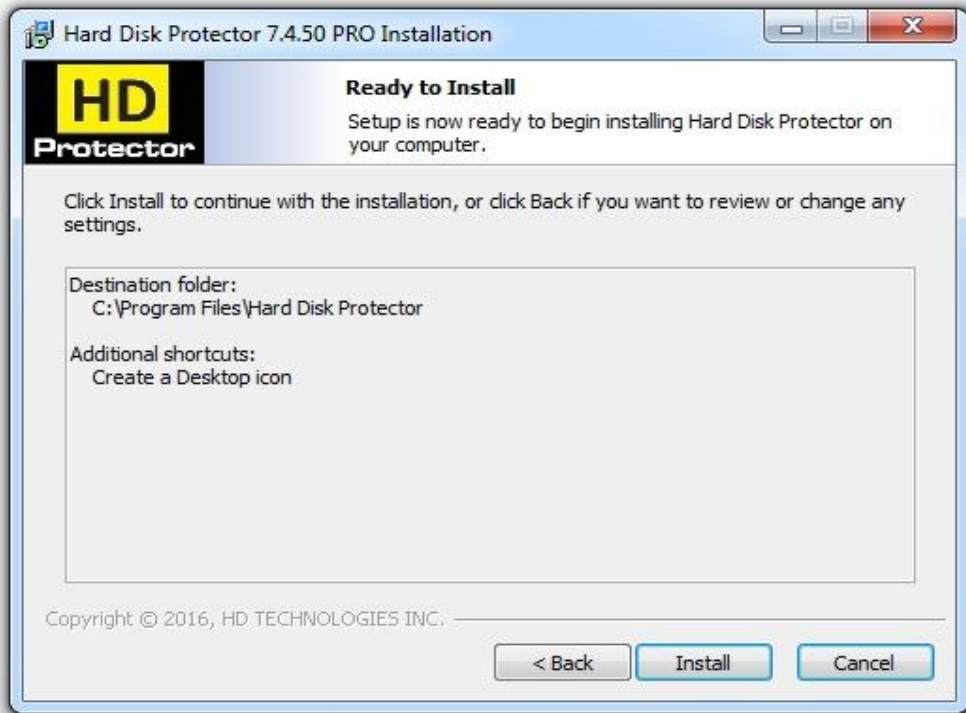 Hard Disk Protector 7.4.50 PRO Installation
HD
Protector
Ready to Install
Setup is now ready to begin installing Hard Disk Protector on
your computer.
Click Install to continue with the installation, or click Back if you want to review or change any
settings.
Destination folder:
C:\Program Files\Hard Disk Protector
Additional shortcuts:
Create a Desktop icon
Copyright © 2016, HD TECHNOLOGIES INC.
< Back Install Cancel